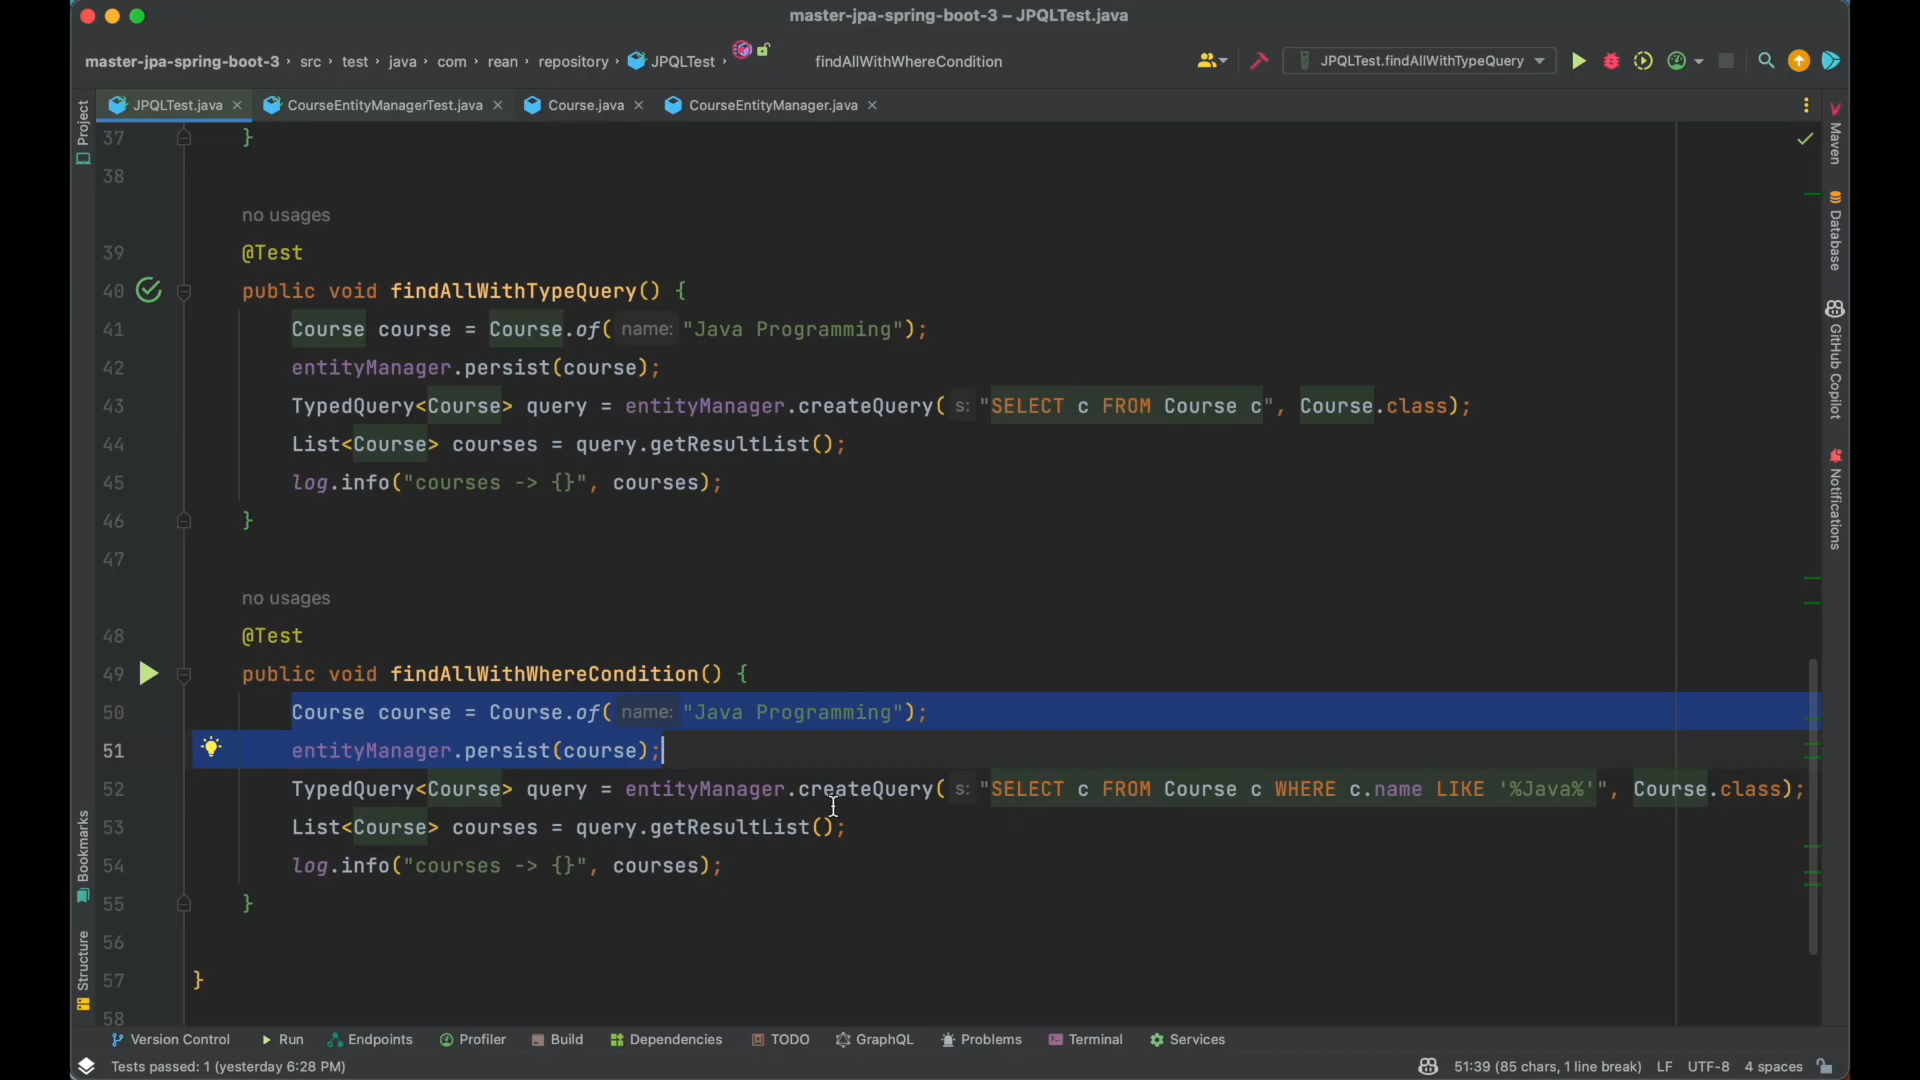 master-jpa-spring-boot-3 – JPQLTest.java
master-jpa-spring-boot-3 › src › test › java › com › rean › repository › JPQLTest › findAllWithWhereCondition
JPQLTest.findAllWithTypeQuery
JPQLTest.java × CourseEntityManagerTest.java × Course.java × CourseEntityManager.java ×
Project
Bookmarks
Structure
37 }
38
no usages
39 @Test
40 public void findAllWithTypeQuery() {
41 Course course = Course.of( name: "Java Programming");
42 entityManager.persist(course);
43 TypedQuery<Course> query = entityManager.createQuery( s: "SELECT c FROM Course c", Course.class);
44 List<Course> courses = query.getResultList();
45 log.info("courses -> {}", courses);
46 }
47
no usages
48 @Test
49 public void findAllWithWhereCondition() {
50 Course course = Course.of( name: "Java Programming");
51 entityManager.persist(course);
52 TypedQuery<Course> query = entityManager.createQuery( s: "SELECT c FROM Course c WHERE c.name LIKE '%Java%'", Course.class);
53 List<Course> courses = query.getResultList();
54 log.info("courses -> {}", courses);
55 }
56
57 }
58
Maven
Database
GitHub Copilot
Notifications
Version Control Run Endpoints Profiler Build Dependencies TODO GraphQL Problems Terminal Services
Tests passed: 1 (yesterday 6:28 PM) 51:39 (85 chars, 1 line break) LF UTF-8 4 spaces